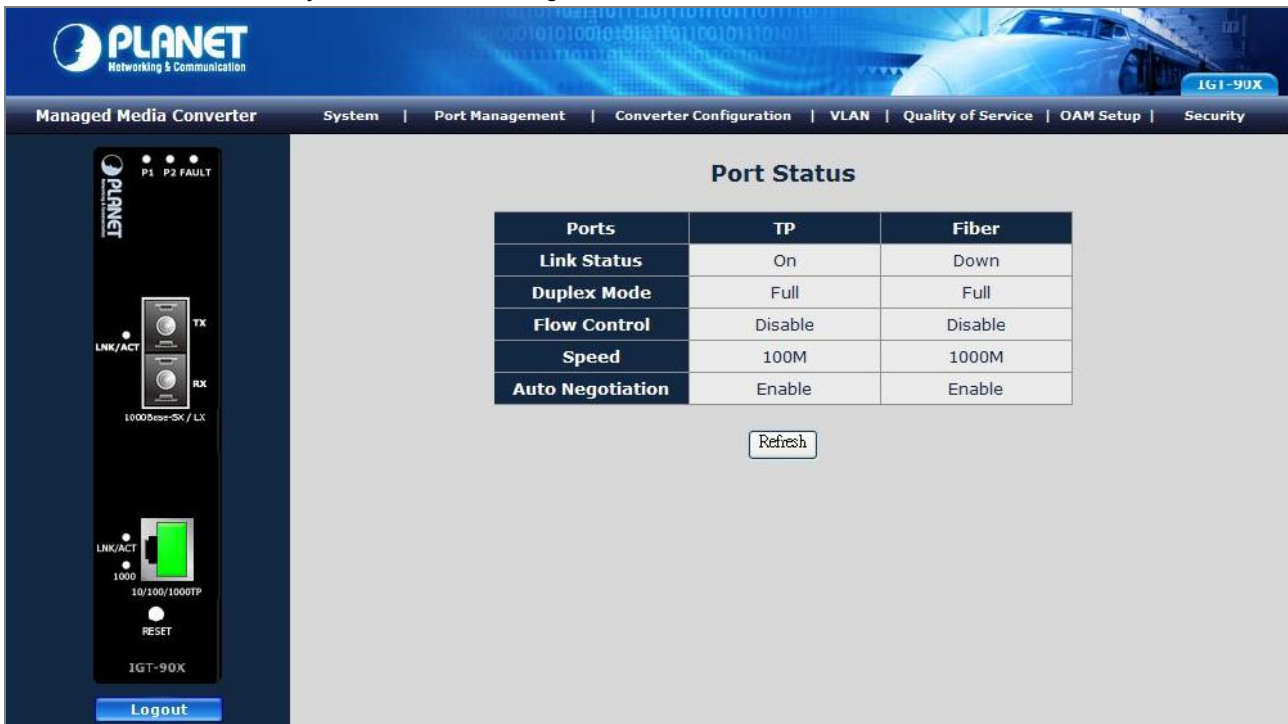 PLANET
Networking & Communication
IGT-90X
Managed Media Converter
System | Port Management | Converter Configuration | VLAN | Quality of Service | OAM Setup | Security
P1 P2 FAULT
PLANET
Port Status
Ports TP Fiber
Link Status On Down
Duplex Mode Full Full
Flow Control Disable Disable
Speed 100M 1000M
Auto Negotiation Enable Enable
Refresh
TX
LNK/ACT
RX
1000Base-SX / LX
LNK/ACT
1000
10/100/1000TP
RESET
IGT-90X
Logout